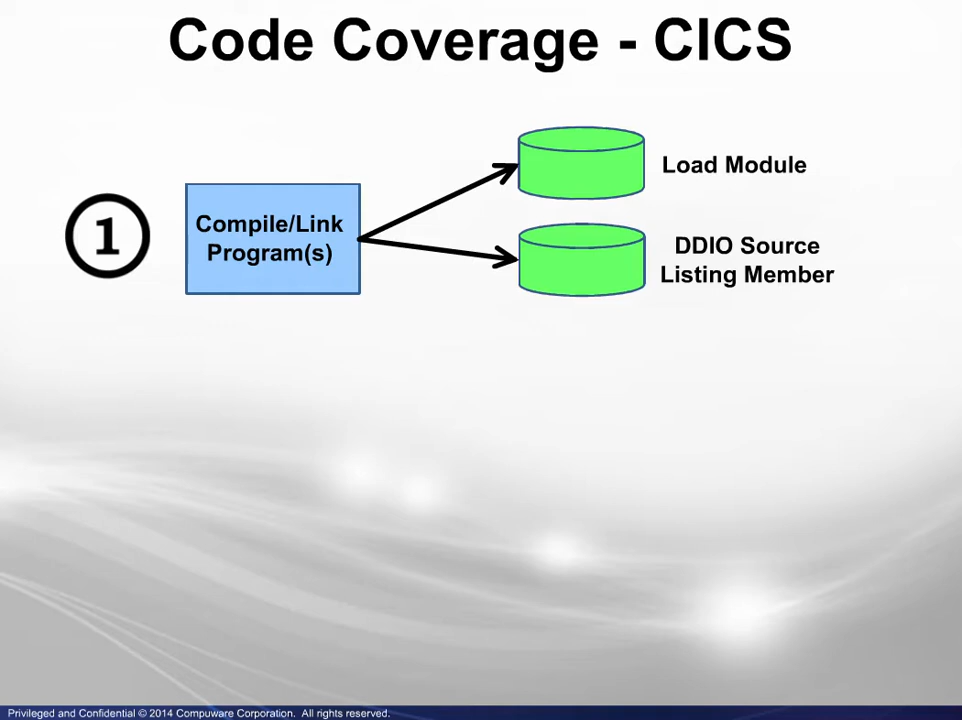 Code Coverage - CICS
1
Compile/Link
Program(s)
Load Module
DDIO Source
Listing Member
Privileged and Confidential © 2014 Compuware Corporation. All rights reserved.